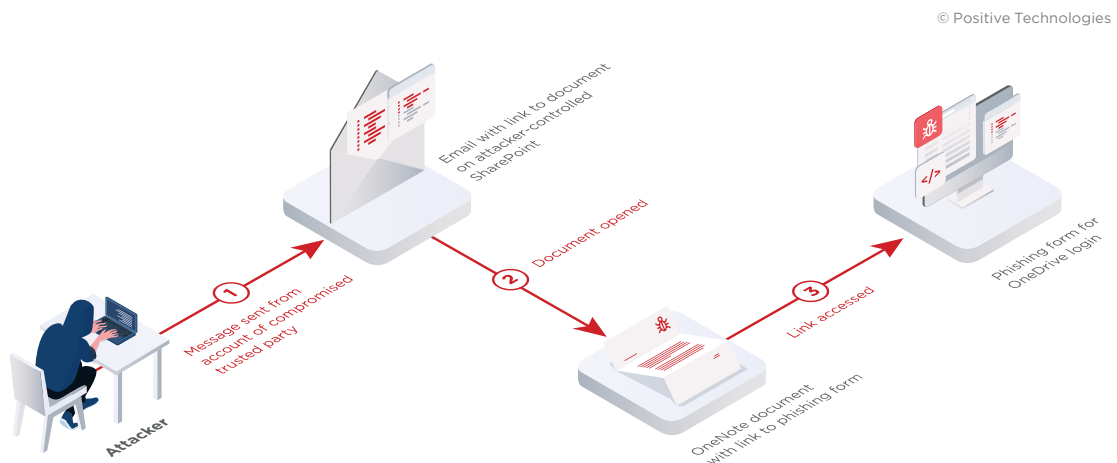 © Positive Technologies
Email with link to document
on attacker-controlled
SharePoint
1
Message sent from
account of compromised
trusted party
Attacker
2
Document opened
OneNote document
with link to phishing form
3
Link accessed
</>
Phishing form for
OneDrive login